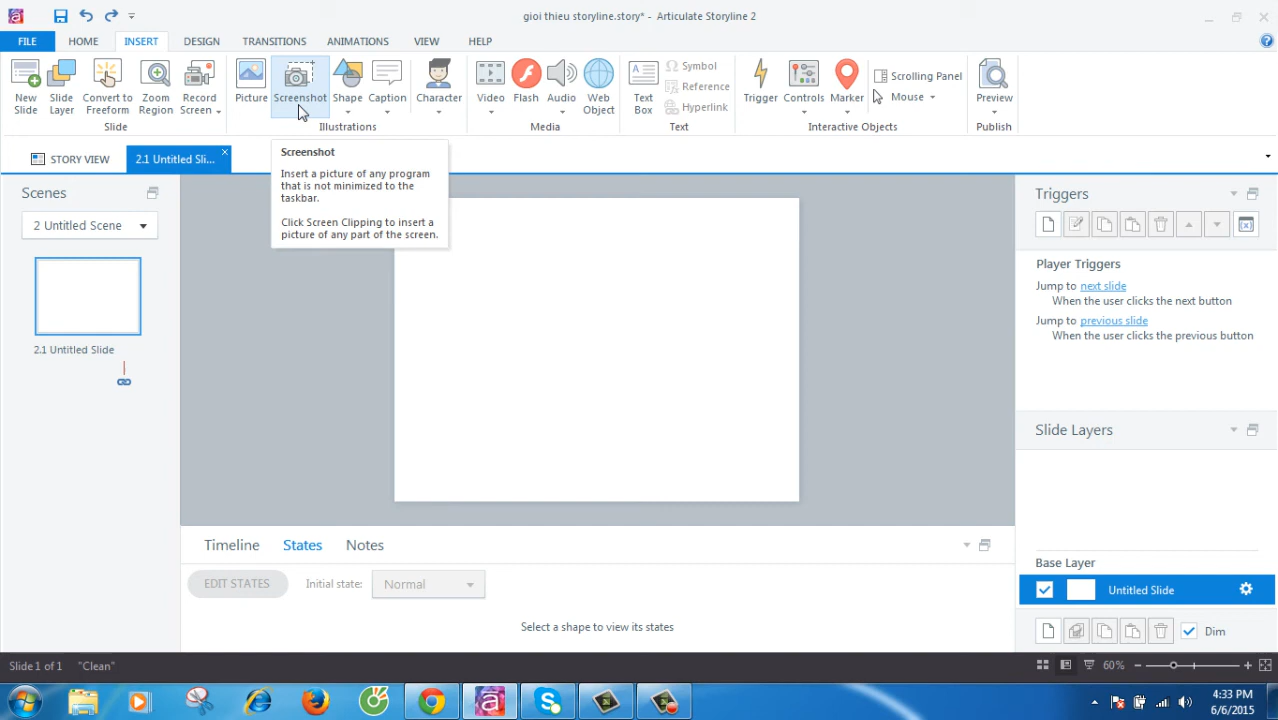 gioi thieu storyline.story* - Articulate Storyline 2
FILE HOME INSERT DESIGN TRANSITIONS ANIMATIONS VIEW HELP
New Slide
Slide Layer
Convert to Freeform
Zoom Region
Record Screen
Slide
Picture
Screenshot
Shape
Caption
Character
Illustrations
Video
Flash
Audio
Web Object
Media
Text Box
Symbol
Reference
Hyperlink
Text
Trigger
Controls
Marker
Scrolling Panel
Mouse
Interactive Objects
Preview
Publish
STORY VIEW
2.1 Untitled Sli...
Screenshot
Insert a picture of any program
that is not minimized to the
taskbar.
Click Screen Clipping to insert a
picture of any part of the screen.
Scenes
2 Untitled Scene
2.1 Untitled Slide
Triggers
Player Triggers
Jump to next slide
When the user clicks the next button
Jump to previous slide
When the user clicks the previous button
Slide Layers
Base Layer
Untitled Slide
Dim
Timeline States Notes
EDIT STATES Initial state: Normal
Select a shape to view its states
Slide 1 of 1 "Clean" 60%
4:33 PM
6/6/2015